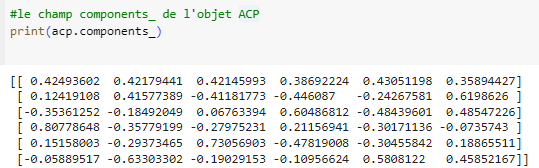 #le champ components_ de l'objet ACP
print(acp.components_)
[[ 0.42493602 0.42179441 0.42145993 0.38692224 0.43051198 0.35894427]
[ 0.12419108 0.41577389 -0.41181773 -0.446087 -0.24267581 0.6198626 ]
[-0.35361252 -0.18492049 0.06763394 0.60486812 -0.48439601 0.48547226]
[ 0.80778648 -0.35779199 -0.27975231 0.21156941 -0.30171136 -0.0735743 ]
[ 0.15158003 -0.29373465 0.73056903 -0.47819008 -0.30455842 0.18865511]
[-0.05889517 -0.63303302 -0.19029153 -0.10956624 0.5808122 0.45852167]]